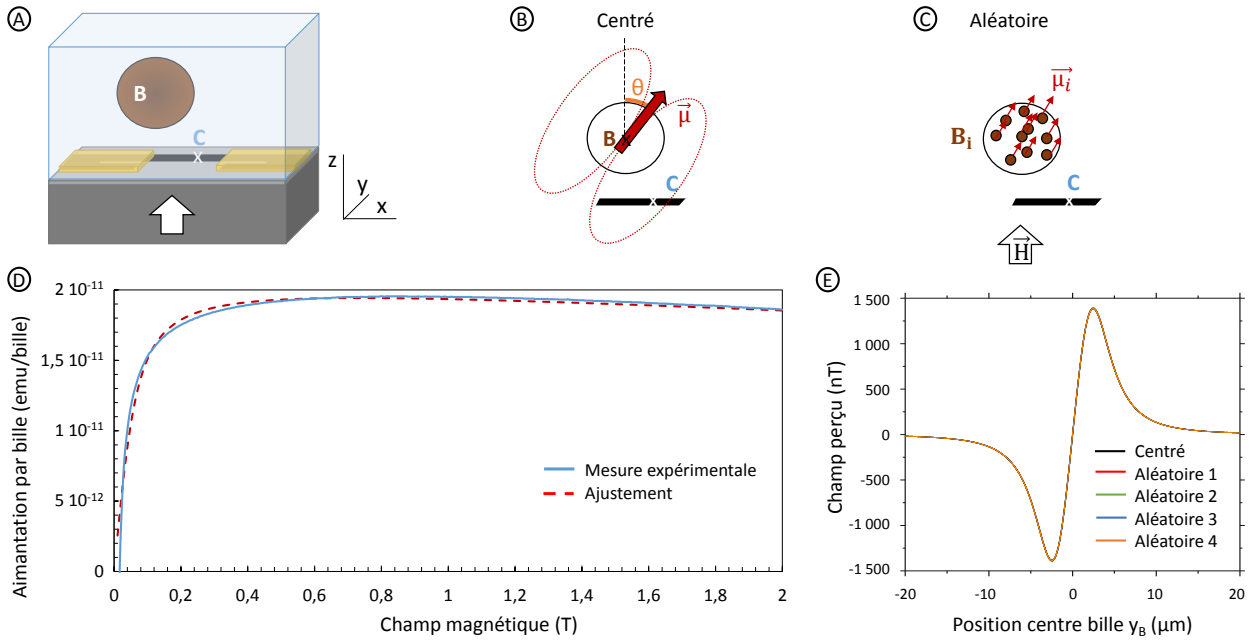 A
B
C
z
y
x
B
Centré
θ
B
μ
C
C
Aléatoire
μi
Bi
C
H
D
Aimantation par bille (emu/bille)
2 10-11
1,5 10-11
1 10-11
5 10-12
0
0 0,2 0,4 0,6 0,8 1 1,2 1,4 1,6 1,8 2
Champ magnétique (T)
Mesure expérimentale
Ajustement
E
Champ perçu (nT)
1 500
1 000
500
0
-500
-1 000
-1 500
-20 -10 0 10 20
Position centre bille yB (μm)
Centré
Aléatoire 1
Aléatoire 2
Aléatoire 3
Aléatoire 4